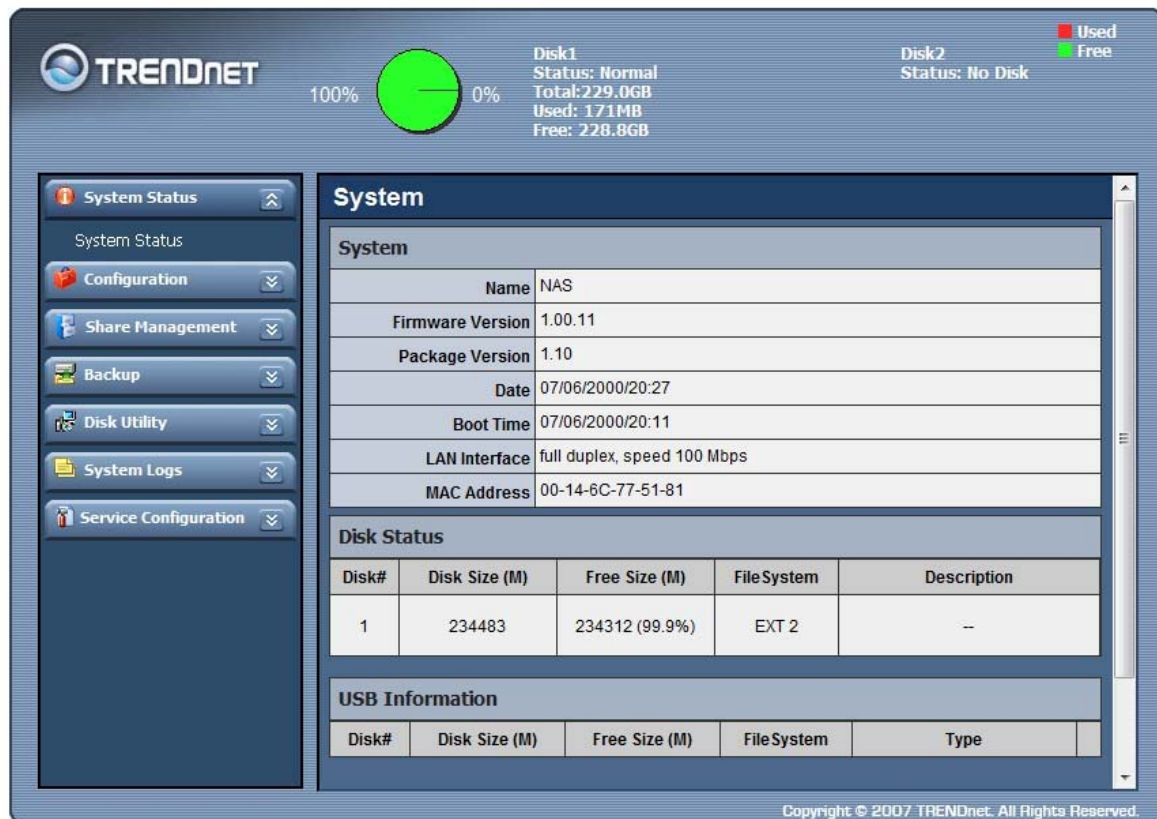 TRENDNET
100%
0%
Disk1
Status: Normal
Total:229.0GB
Used: 171MB
Free: 228.8GB
Disk2
Status: No Disk
Used
Free
System Status
System Status
Configuration
Share Management
Backup
Disk Utility
System Logs
Service Configuration
System
System
Name NAS
Firmware Version 1.00.11
Package Version 1.10
Date 07/06/2000/20:27
Boot Time 07/06/2000/20:11
LAN Interface full duplex, speed 100 Mbps
MAC Address 00-14-6C-77-51-81
Disk Status
Disk# Disk Size (M) Free Size (M) FileSystem Description
1 234483 234312 (99.9%) EXT 2 --
USB Information
Disk# Disk Size (M) Free Size (M) FileSystem Type
Copyright © 2007 TRENDnet. All Rights Reserved.